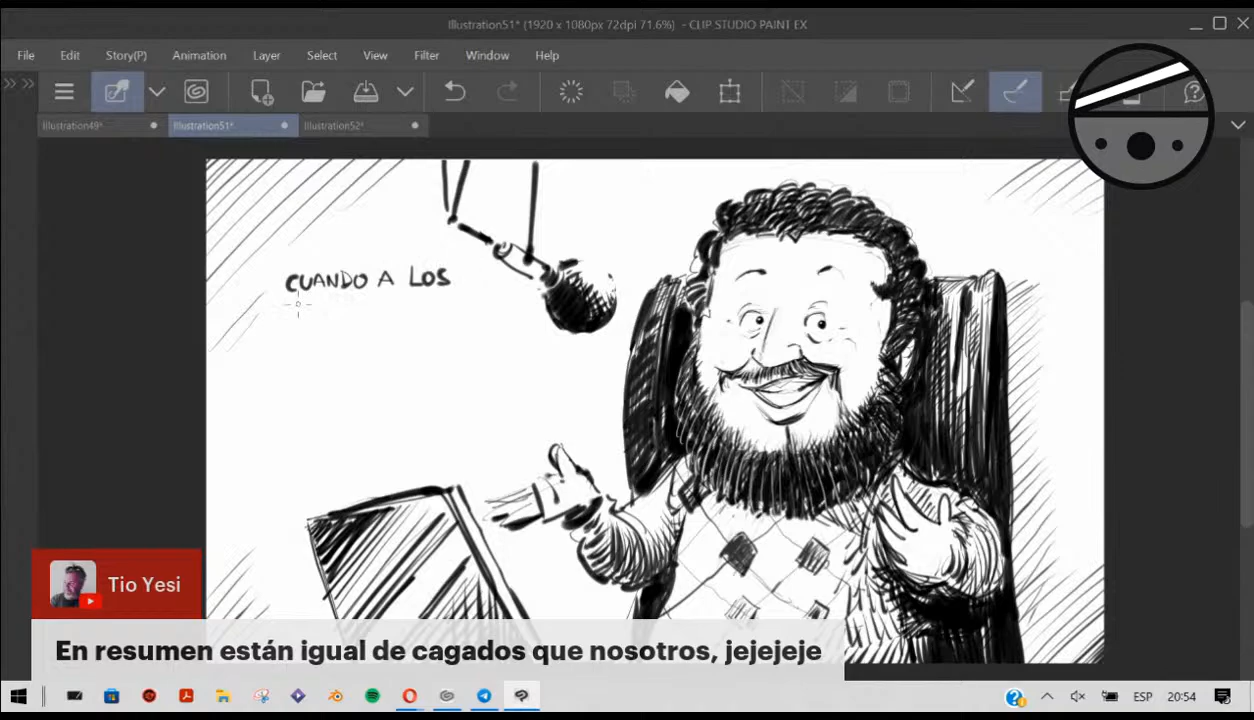 Illustration51* (1920 x 1080px 72dpi 71.6%) - CLIP STUDIO PAINT EX
File Edit Story(P) Animation Layer Select View Filter Window Help
Illustration49* Illustration51* Illustration52*
CUANDO A LOS
Tio Yesi
En resumen están igual de cagados que nosotros, jejejeje
ESP 20:54